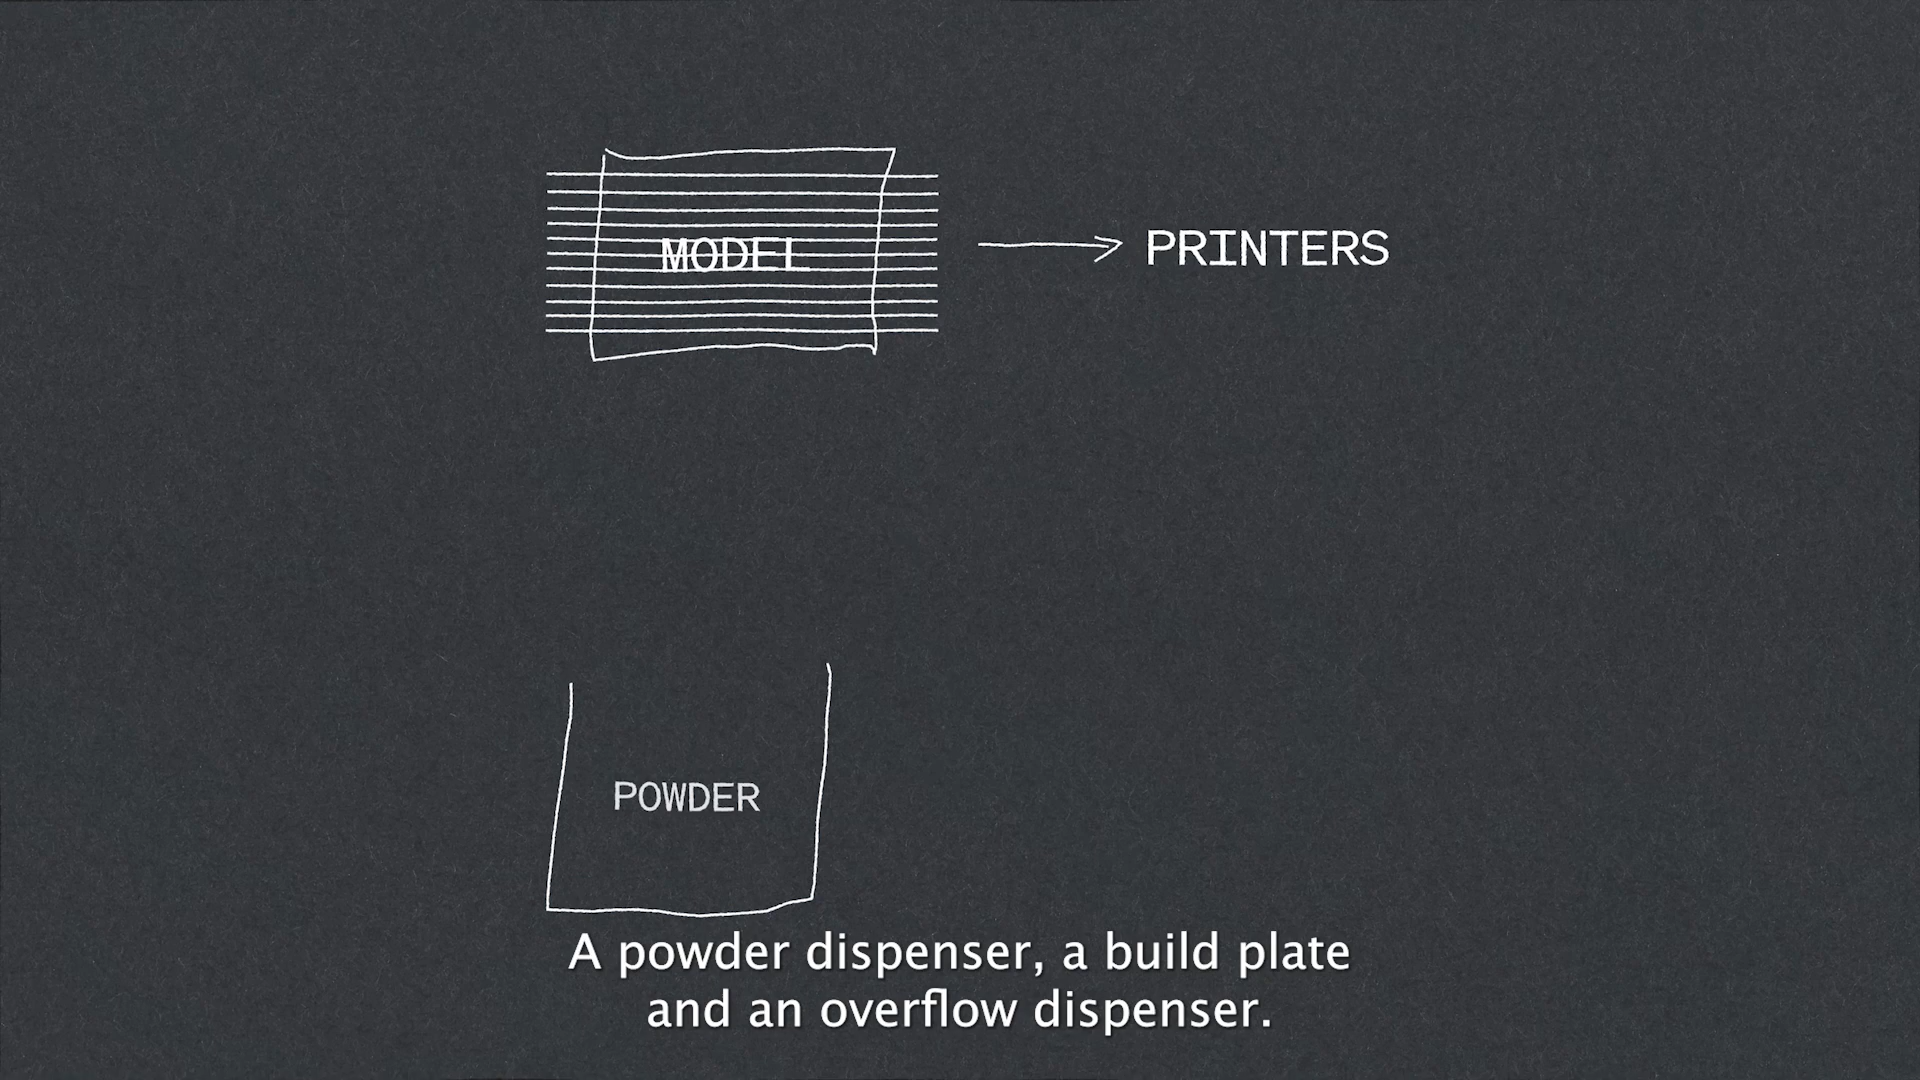 MODEL
PRINTERS
POWDER
A powder dispenser, a build plate
and an overflow dispenser.